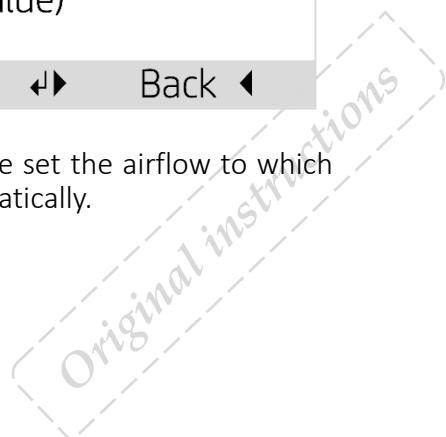 ↵▶ Back ◀
e set the airflow to which
atically.
Original instructions